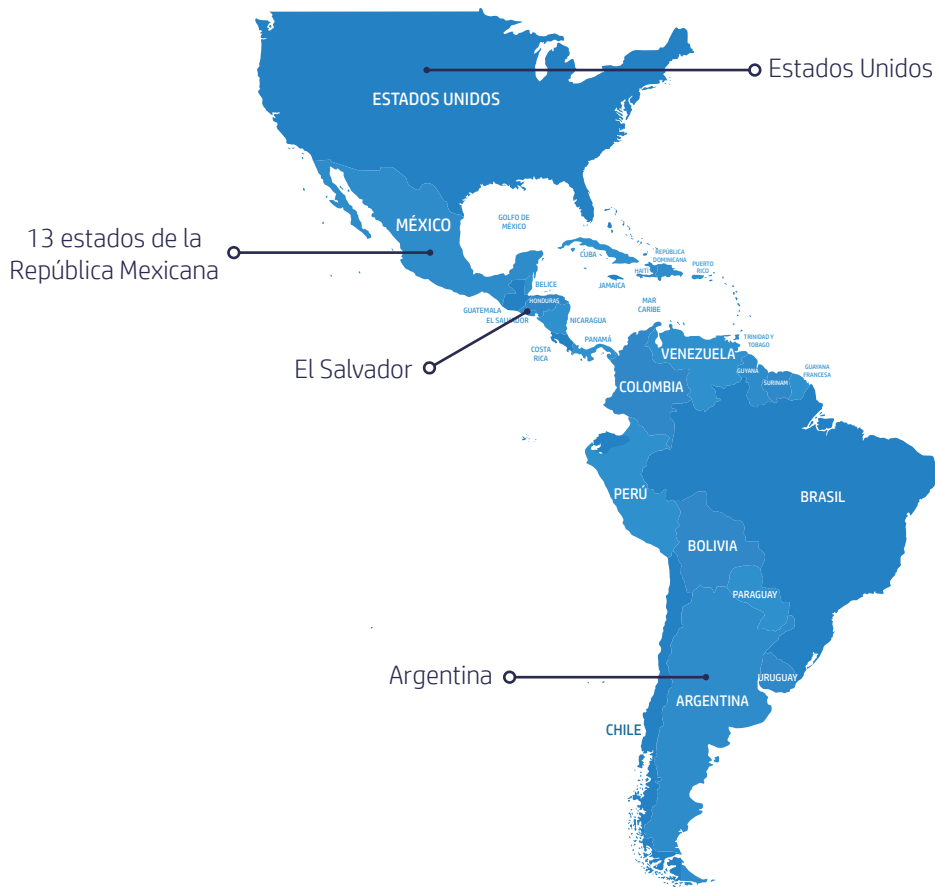 Estados Unidos
ESTADOS UNIDOS
MÉXICO
GOLFO DE
MÉXICO
13 estados de la
República Mexicana
CUBA
REPÚBLICA
DOMINICANA
HAITÍ
PUERTO
RICO
JAMAICA
BELICE
HONDURAS
MAR
CARIBE
GUATEMALA
EL SALVADOR
NICARAGUA
COSTA
RICA
PANAMÁ
TRINIDAD Y
TOBAGO
El Salvador
VENEZUELA
GUYANA
SURINAM
GUAYANA
FRANCESA
COLOMBIA
PERÚ
BRASIL
BOLIVIA
PARAGUAY
Argentina
URUGUAY
ARGENTINA
CHILE